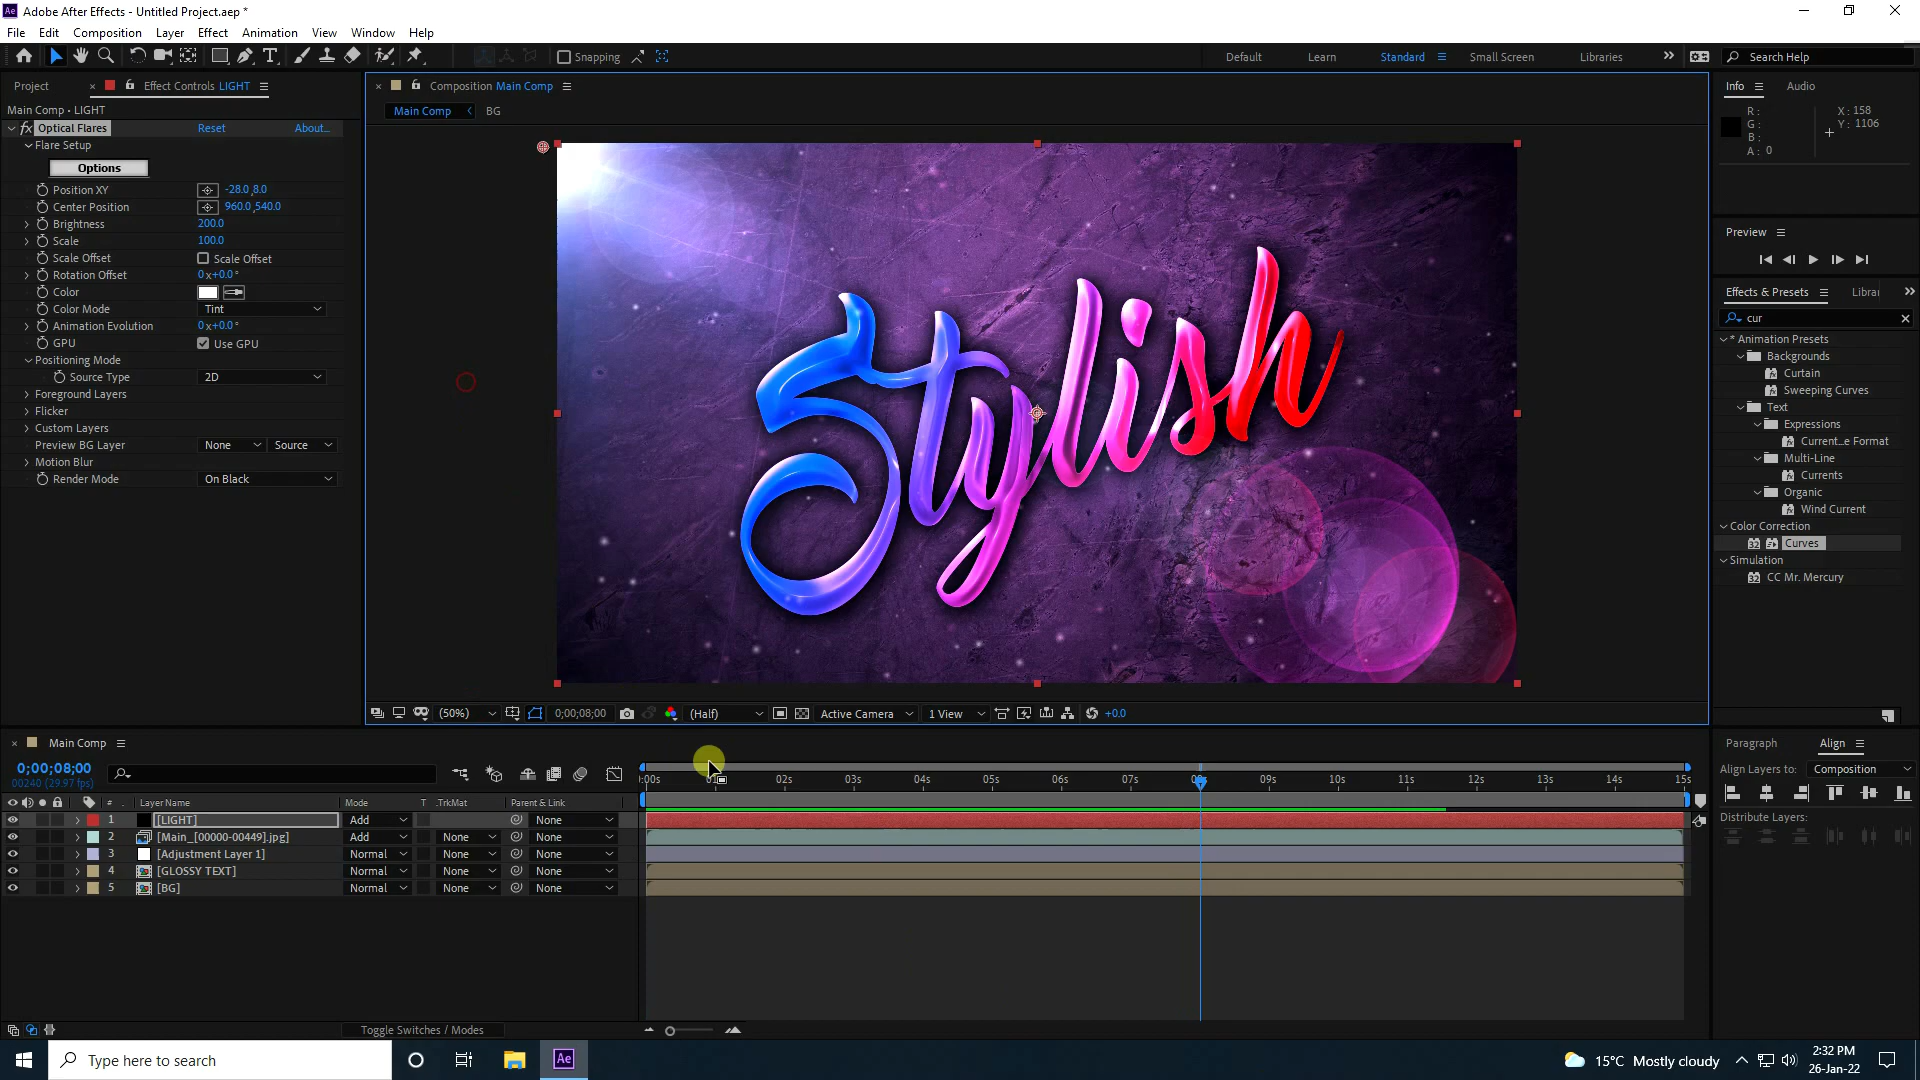 Adobe After Effects - Untitled Project.aep *
File Edit Composition Layer Effect Animation View Window Help
Snapping Default Learn Standard Small Screen Libraries Search Help
Project Effect Controls LIGHT
Main Comp • LIGHT
fx Optical Flares Reset About...
Flare Setup
Options
Position XY -28.0 ,8.0
Center Position 960.0 ,540.0
Brightness 200.0
Scale 100.0
Scale Offset Scale Offset
Rotation Offset 0x+0.0°
Color
Color Mode Tint
Animation Evolution 0x+0.0°
GPU Use GPU
Positioning Mode
Source Type 2D
Foreground Layers
Flicker
Custom Layers
Preview BG Layer None Source
Motion Blur
Render Mode On Black
Composition Main Comp
Main Comp BG
Stylish
(50%) 0;00;08;00 (Half) Active Camera 1 View +0.0
Info Audio
R :
G :
B :
A : 0
X : 158
Y : 1106
Preview
Effects & Presets Librar
cur
* Animation Presets
Backgrounds
Curtain
Sweeping Curves
Text
Expressions
Current...e Format
Multi-Line
Currents
Organic
Wind Current
Color Correction
32 Curves
Simulation
32 CC Mr. Mercury
Main Comp
0;00;08;00
00240 (29.97 fps)
:00s 02s 03s 04s 05s 06s 07s 09s 10s 11s 12s 13s 14s 15s
# Layer Name Mode T .TrkMat Parent & Link
1 [LIGHT] Add None
2 [Main_[00000-00449].jpg] Add None None
3 [Adjustment Layer 1] Normal None None
4 [GLOSSY TEXT] Normal None None
5 [BG] Normal None None
Toggle Switches / Modes
Paragraph Align
Align Layers to: Composition
Distribute Layers:
Type here to search
Ae
15°C Mostly cloudy
2:32 PM
26-Jan-22